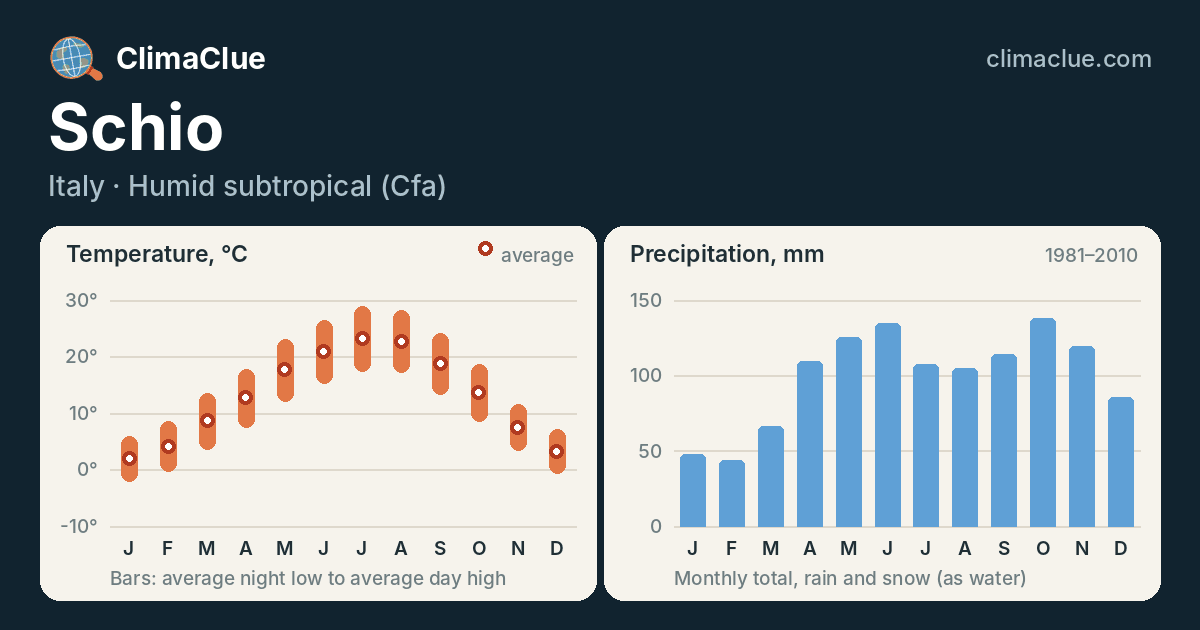 ClimaClue
climaclue.com
Schio
Italy · Humid subtropical (Cfa)
Temperature, °C
average
30°
20°
10°
0°
-10°
J F M A M J J A S O N D
Bars: average night low to average day high
Precipitation, mm
1981–2010
150
100
50
0
J F M A M J J A S O N D
Monthly total, rain and snow (as water)